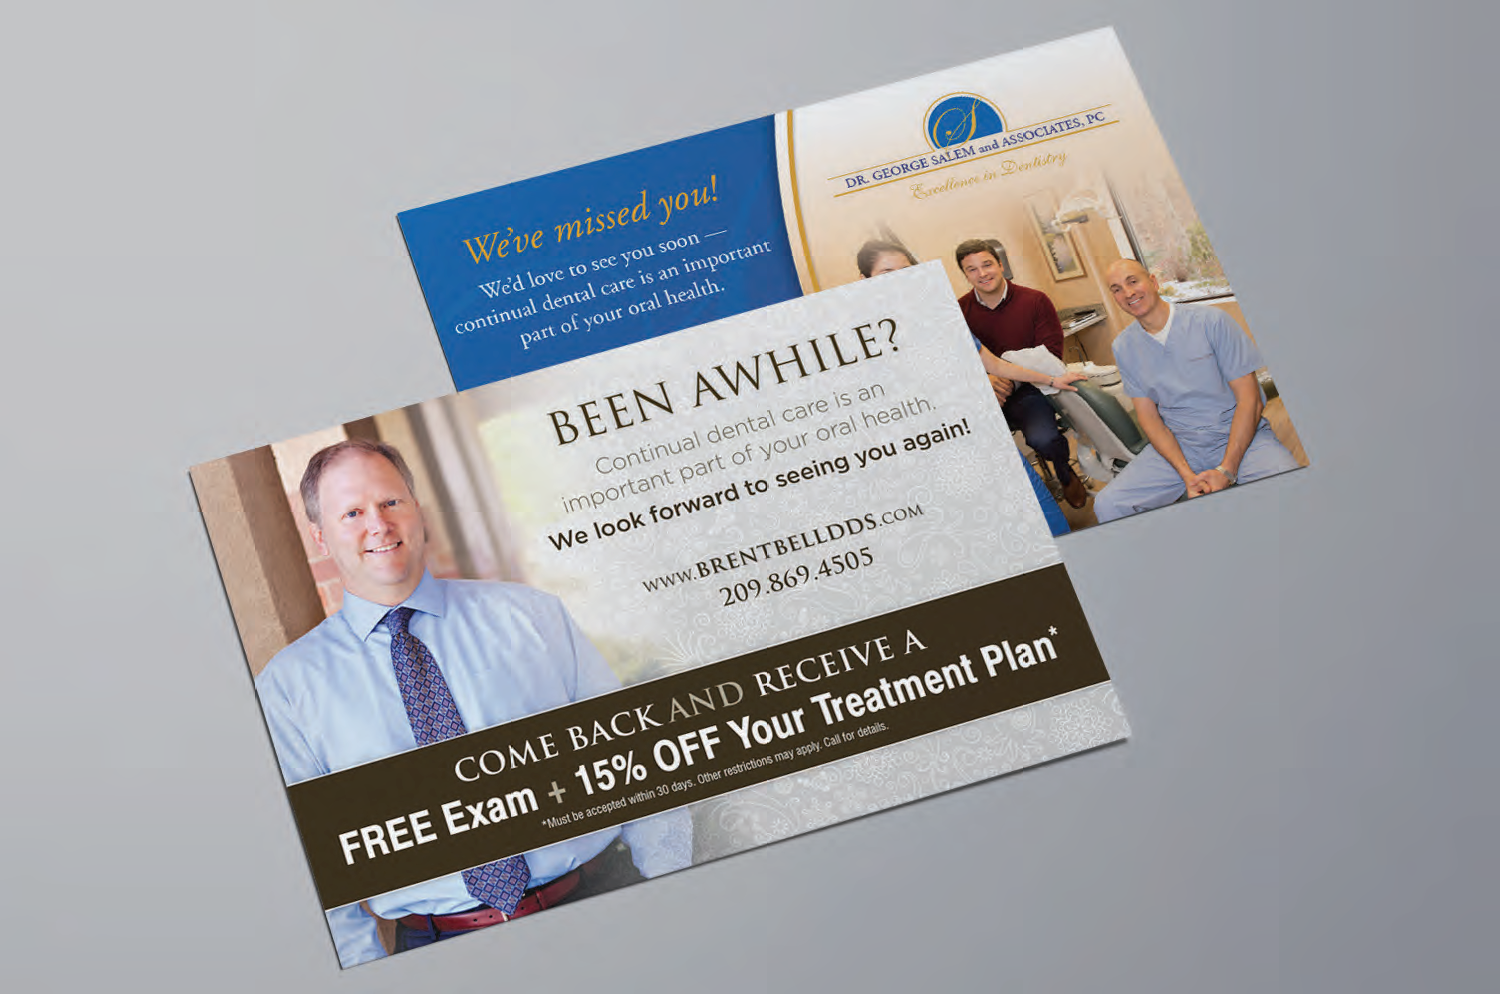 We've missed you!
We'd love to see you soon —
continual dental care is an important
part of your oral health.
S
DR. GEORGE SALEM and ASSOCIATES, PC
Excellence in Dentistry
BEEN AWHILE?
Continual dental care is an
important part of your oral health.
We look forward to seeing you again!
www.BRENTBELLDDS.COM
209.869.4505
COME BACK AND RECEIVE A
FREE Exam + 15% OFF Your Treatment Plan*
*Must be accepted within 30 days. Other restrictions may apply. Call for details.